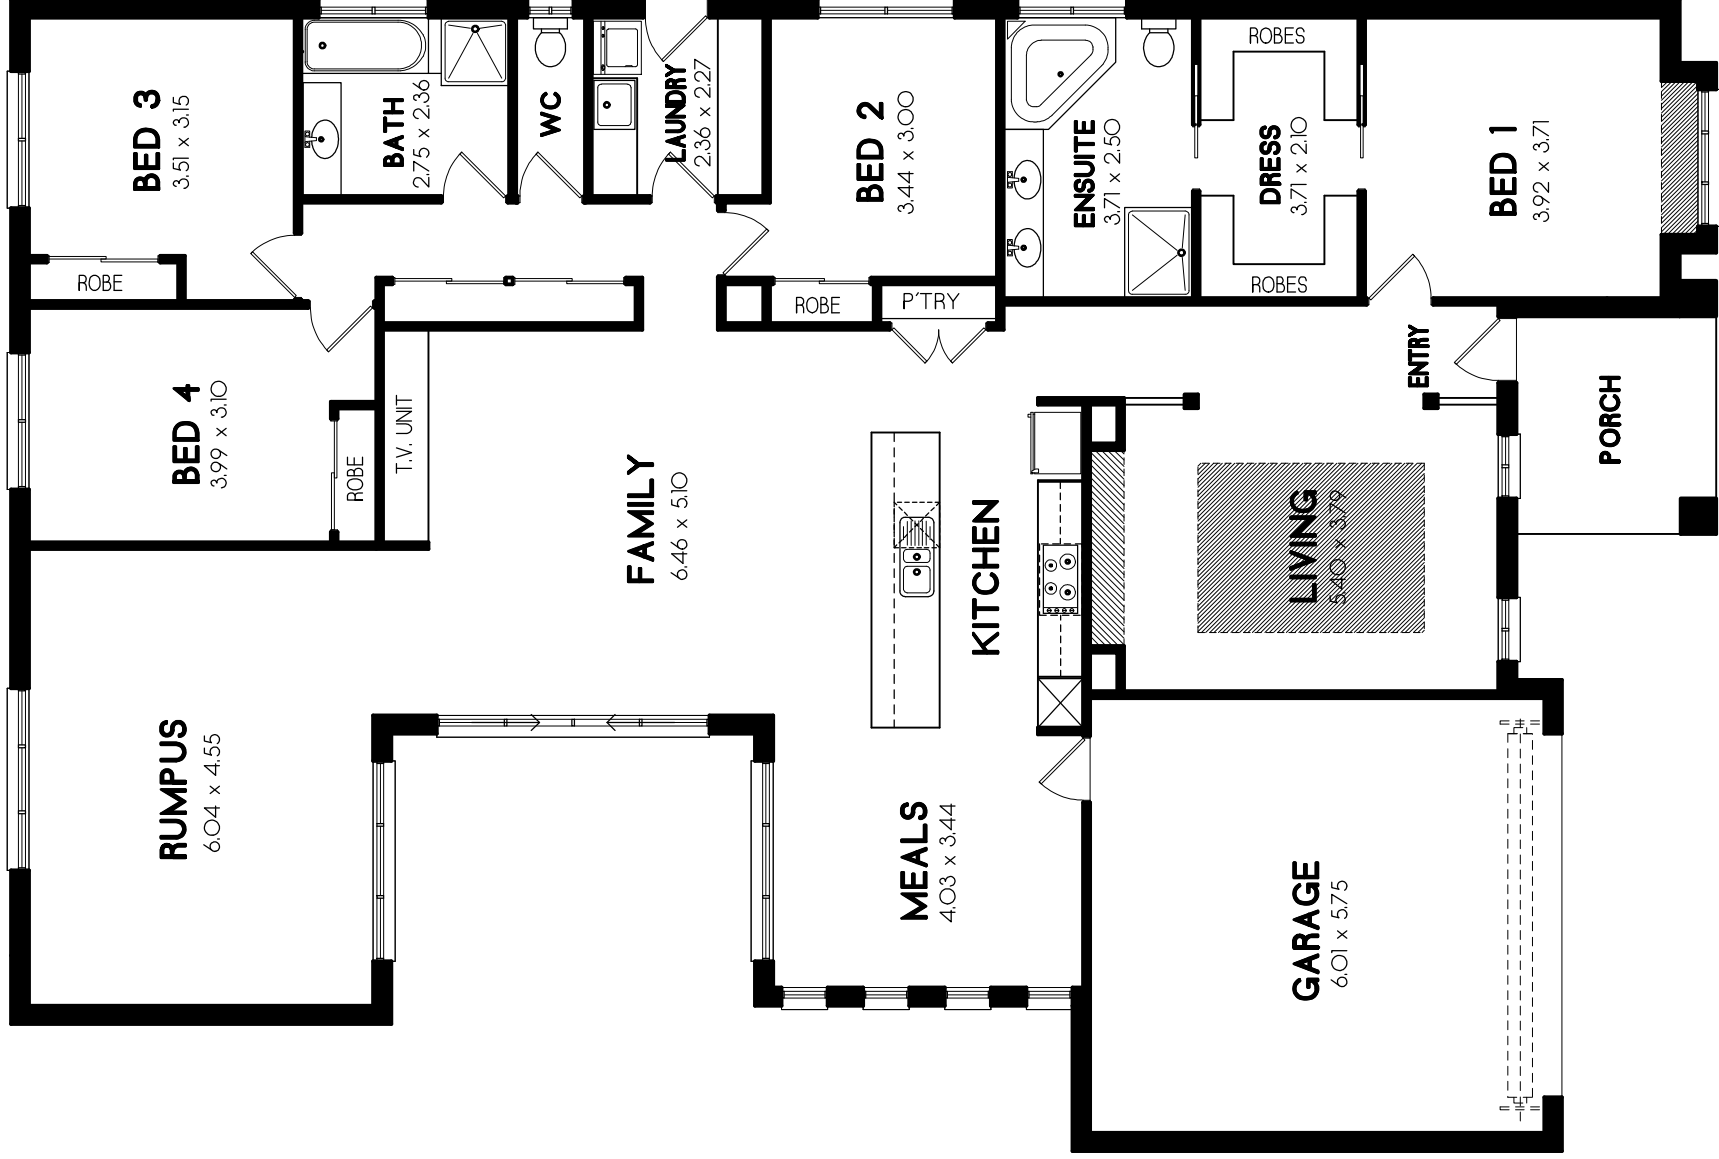 BED 3
3.51 x 3.15
ROBE
BATH
2.75 x 2.36
WC
LAUNDRY
2.36 x 2.27
BED 2
3.44 x 3.00
ROBE
P'TRY
ENSUITE
3.71 x 2.50
ROBES
DRESS
3.71 x 2.10
ROBES
BED 1
3.92 x 3.71
BED 4
3.99 x 3.10
ROBE
T.V. UNIT
FAMILY
6.46 x 5.10
KITCHEN
LIVING
5.40 x 3.79
ENTRY
PORCH
RUMPUS
6.04 x 4.55
MEALS
4.03 x 3.44
GARAGE
6.01 x 5.75